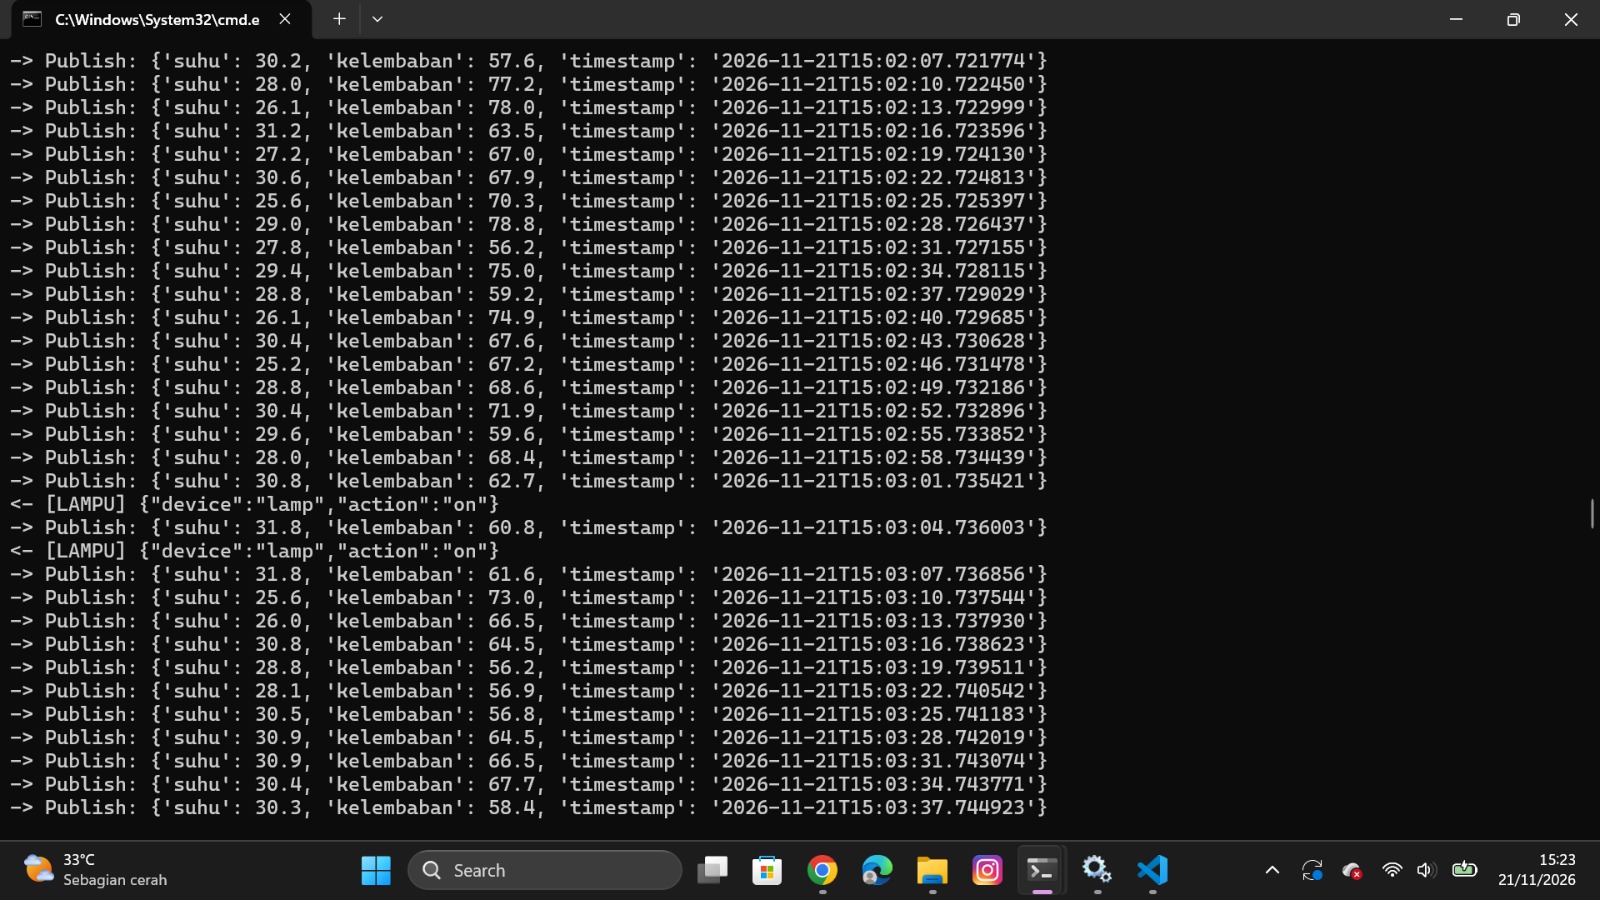 C:\Windows\System32\cmd.e
-> Publish: {'suhu': 30.2, 'kelembaban': 57.6, 'timestamp': '2026-11-21T15:02:07.721774'}
-> Publish: {'suhu': 28.0, 'kelembaban': 77.2, 'timestamp': '2026-11-21T15:02:10.722450'}
-> Publish: {'suhu': 26.1, 'kelembaban': 78.0, 'timestamp': '2026-11-21T15:02:13.722999'}
-> Publish: {'suhu': 31.2, 'kelembaban': 63.5, 'timestamp': '2026-11-21T15:02:16.723596'}
-> Publish: {'suhu': 27.2, 'kelembaban': 67.0, 'timestamp': '2026-11-21T15:02:19.724130'}
-> Publish: {'suhu': 30.6, 'kelembaban': 67.9, 'timestamp': '2026-11-21T15:02:22.724813'}
-> Publish: {'suhu': 25.6, 'kelembaban': 70.3, 'timestamp': '2026-11-21T15:02:25.725397'}
-> Publish: {'suhu': 29.0, 'kelembaban': 78.8, 'timestamp': '2026-11-21T15:02:28.726437'}
-> Publish: {'suhu': 27.8, 'kelembaban': 56.2, 'timestamp': '2026-11-21T15:02:31.727155'}
-> Publish: {'suhu': 29.4, 'kelembaban': 75.0, 'timestamp': '2026-11-21T15:02:34.728115'}
-> Publish: {'suhu': 28.8, 'kelembaban': 59.2, 'timestamp': '2026-11-21T15:02:37.729029'}
-> Publish: {'suhu': 26.1, 'kelembaban': 74.9, 'timestamp': '2026-11-21T15:02:40.729685'}
-> Publish: {'suhu': 30.4, 'kelembaban': 67.6, 'timestamp': '2026-11-21T15:02:43.730628'}
-> Publish: {'suhu': 25.2, 'kelembaban': 67.2, 'timestamp': '2026-11-21T15:02:46.731478'}
-> Publish: {'suhu': 28.8, 'kelembaban': 68.6, 'timestamp': '2026-11-21T15:02:49.732186'}
-> Publish: {'suhu': 30.4, 'kelembaban': 71.9, 'timestamp': '2026-11-21T15:02:52.732896'}
-> Publish: {'suhu': 29.6, 'kelembaban': 59.6, 'timestamp': '2026-11-21T15:02:55.733852'}
-> Publish: {'suhu': 28.0, 'kelembaban': 68.4, 'timestamp': '2026-11-21T15:02:58.734439'}
-> Publish: {'suhu': 30.8, 'kelembaban': 62.7, 'timestamp': '2026-11-21T15:03:01.735421'}
<- [LAMPU] {"device":"lamp","action":"on"}
-> Publish: {'suhu': 31.8, 'kelembaban': 60.8, 'timestamp': '2026-11-21T15:03:04.736003'}
<- [LAMPU] {"device":"lamp","action":"on"}
-> Publish: {'suhu': 31.8, 'kelembaban': 61.6, 'timestamp': '2026-11-21T15:03:07.736856'}
-> Publish: {'suhu': 25.6, 'kelembaban': 73.0, 'timestamp': '2026-11-21T15:03:10.737544'}
-> Publish: {'suhu': 26.0, 'kelembaban': 66.5, 'timestamp': '2026-11-21T15:03:13.737930'}
-> Publish: {'suhu': 30.8, 'kelembaban': 64.5, 'timestamp': '2026-11-21T15:03:16.738623'}
-> Publish: {'suhu': 28.8, 'kelembaban': 56.2, 'timestamp': '2026-11-21T15:03:19.739511'}
-> Publish: {'suhu': 28.1, 'kelembaban': 56.9, 'timestamp': '2026-11-21T15:03:22.740542'}
-> Publish: {'suhu': 30.5, 'kelembaban': 56.8, 'timestamp': '2026-11-21T15:03:25.741183'}
-> Publish: {'suhu': 30.9, 'kelembaban': 64.5, 'timestamp': '2026-11-21T15:03:28.742019'}
-> Publish: {'suhu': 30.9, 'kelembaban': 66.5, 'timestamp': '2026-11-21T15:03:31.743074'}
-> Publish: {'suhu': 30.4, 'kelembaban': 67.7, 'timestamp': '2026-11-21T15:03:34.743771'}
-> Publish: {'suhu': 30.3, 'kelembaban': 58.4, 'timestamp': '2026-11-21T15:03:37.744923'}
33°C
Sebagian cerah
Search
15:23
21/11/2026